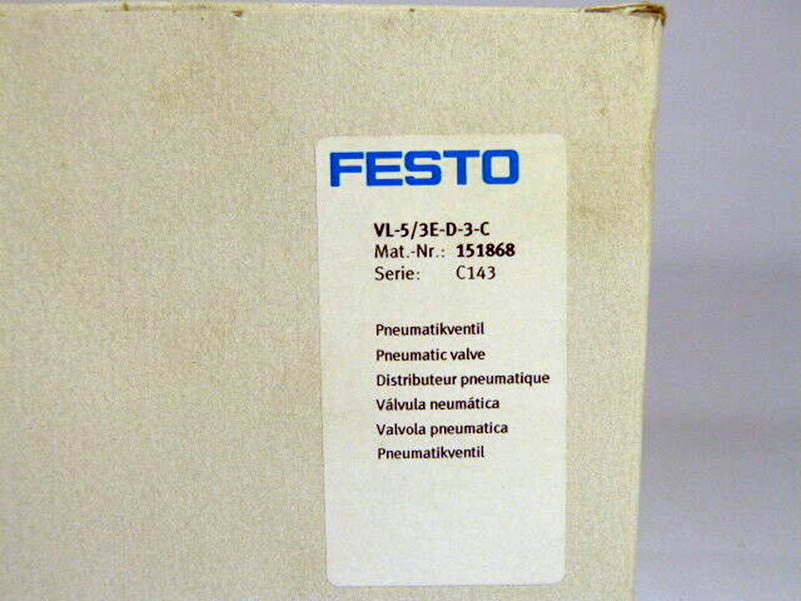 FESTO
VL-5/3E-D-3-C
Mat.-Nr.: 151868
Serie: C143
Pneumatikventil
Pneumatic valve
Distributeur pneumatique
Válvula neumática
Valvola pneumatica
Pneumatikventil